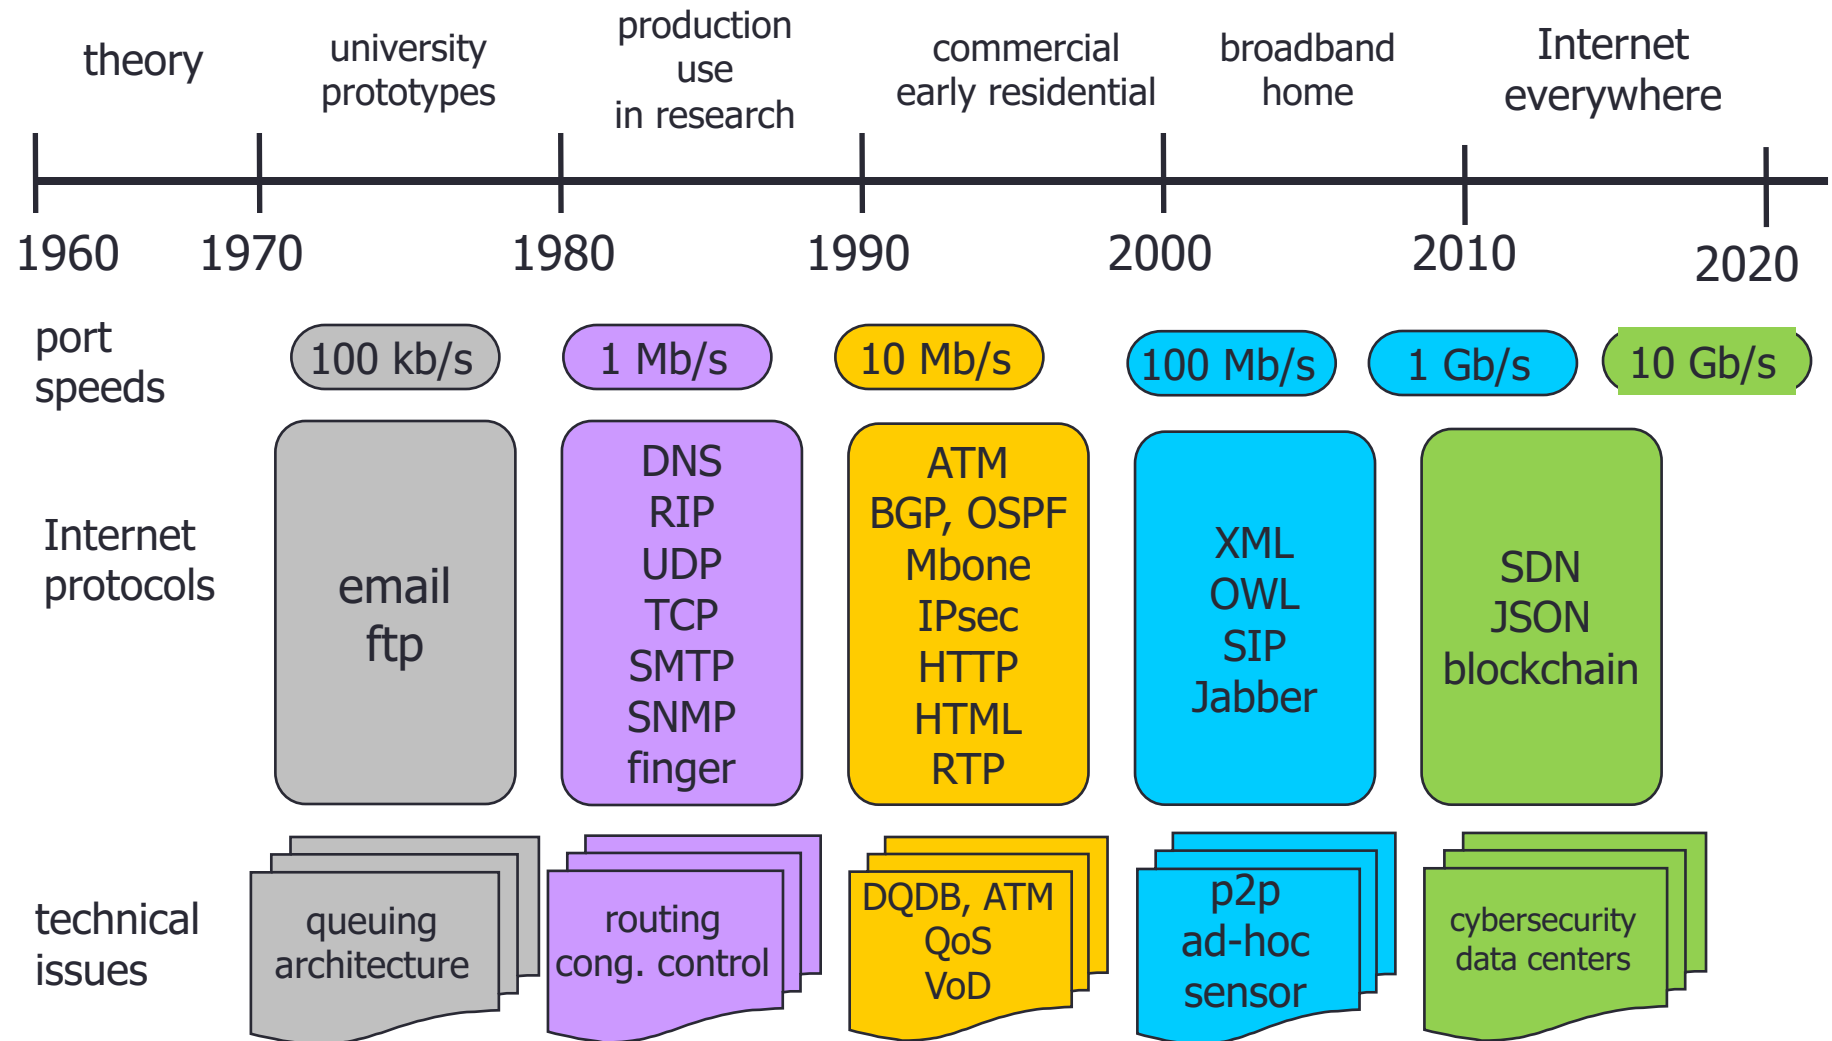 theory
university
prototypes
production
use
in research
commercial
early residential
broadband
home
Internet
everywhere
1960
1970
1980
1990
2000
2010
2020
port
speeds
100 kb/s
1 Mb/s
10 Mb/s
100 Mb/s
1 Gb/s
10 Gb/s
Internet
protocols
email
ftp
DNS
RIP
UDP
TCP
SMTP
SNMP
finger
ATM
BGP, OSPF
Mbone
IPsec
HTTP
HTML
RTP
XML
OWL
SIP
Jabber
SDN
JSON
blockchain
technical
issues
queuing
architecture
routing
cong. control
DQDB, ATM
QoS
VoD
p2p
ad-hoc
sensor
cybersecurity
data centers